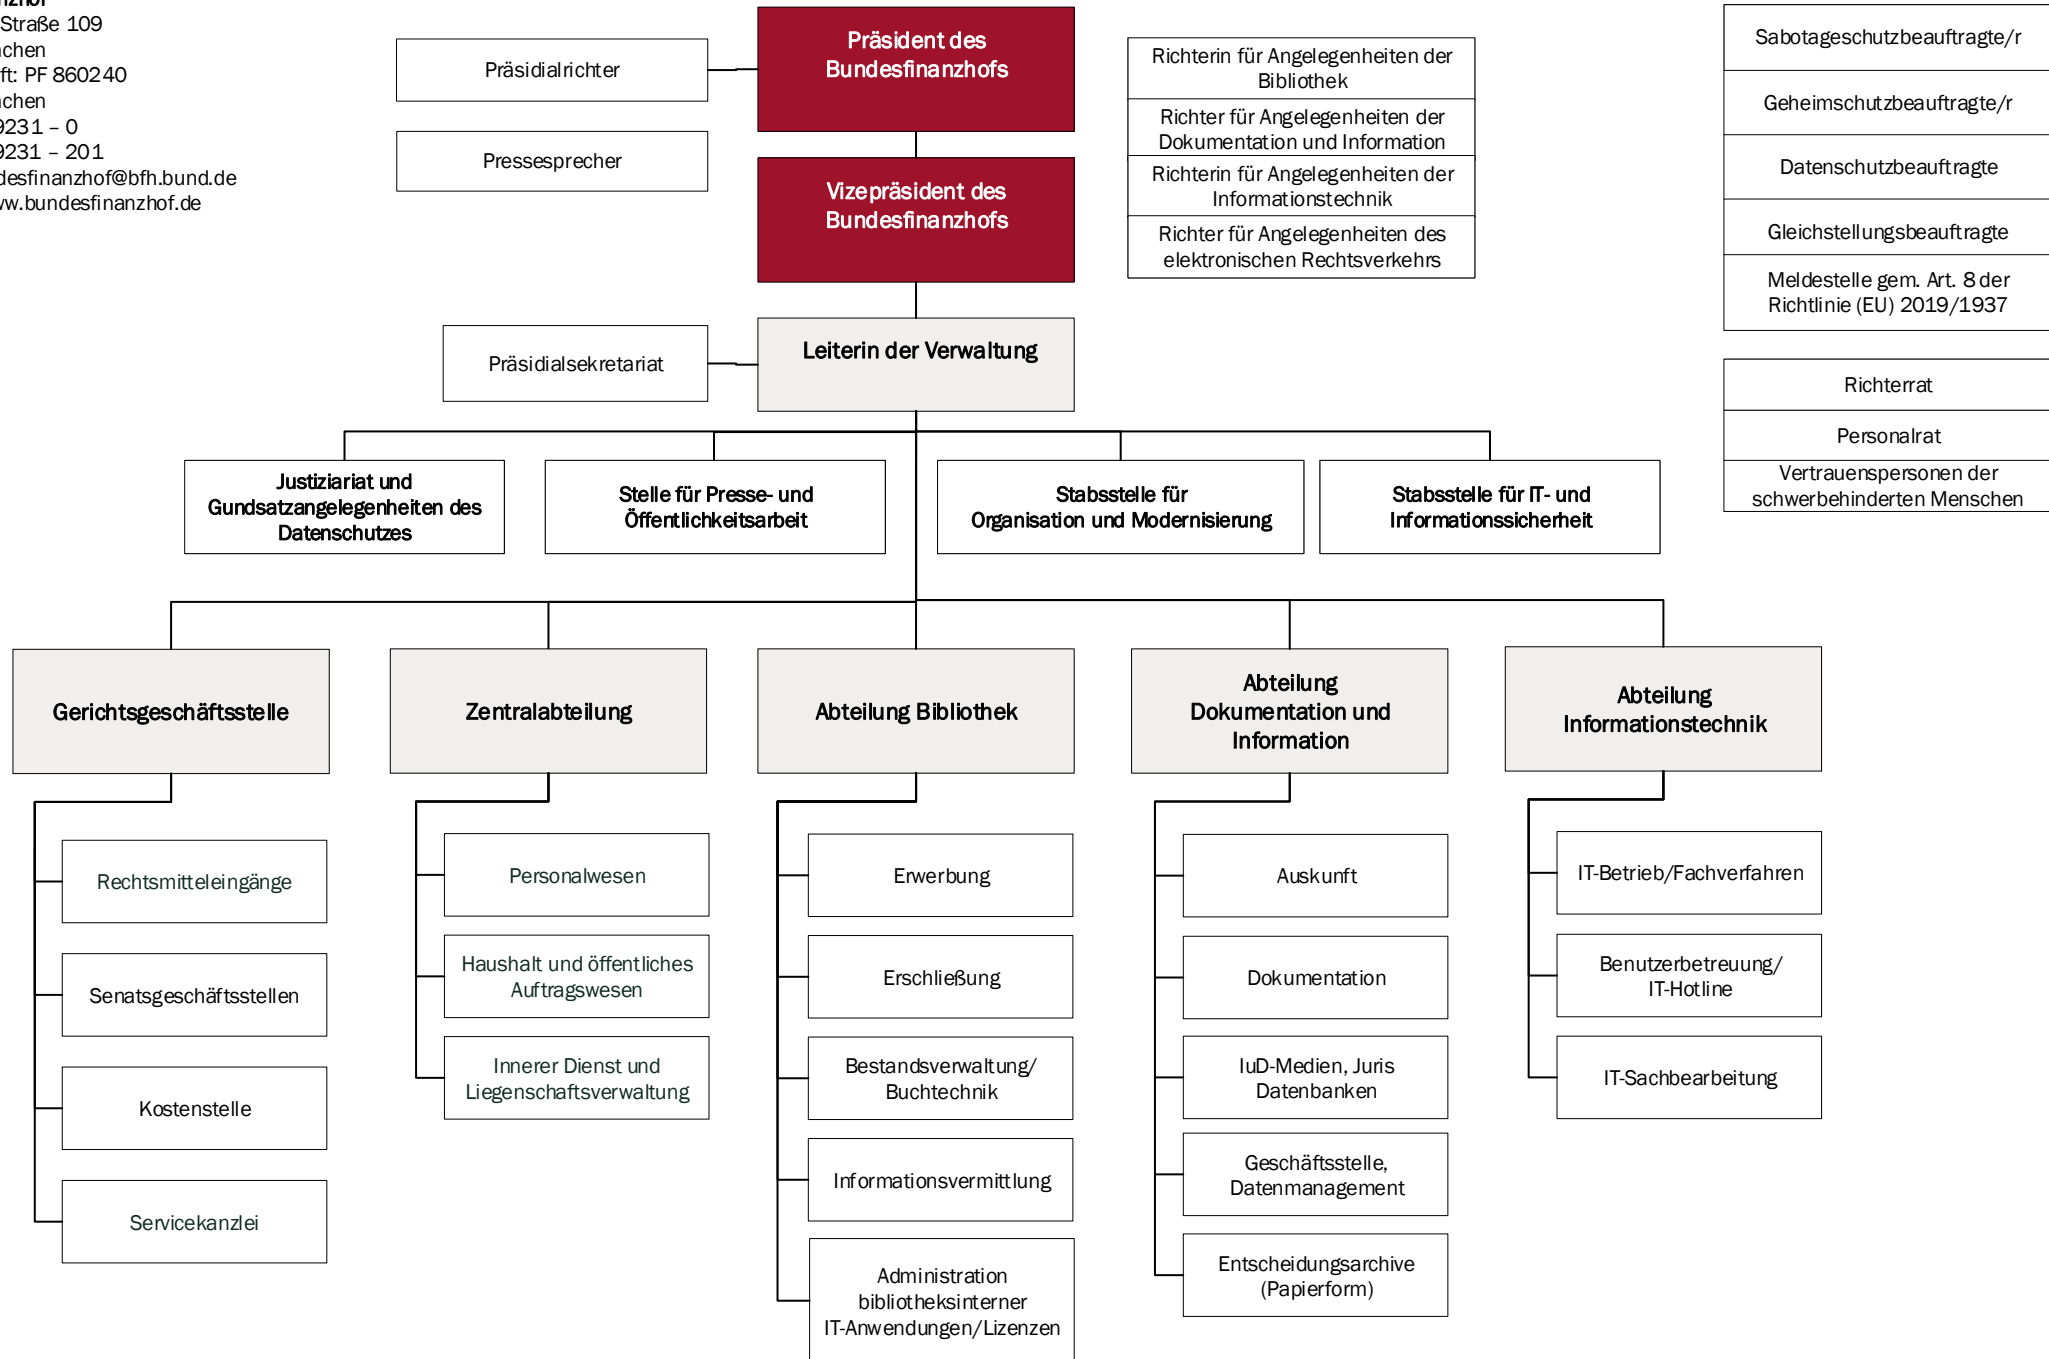 Straße 109
PF 860240
9231 – 0
9231 – 201
www.bundesfinanzhof.de
Präsidialrichter
Pressesprecher
Präsident des
Bundesfinanzhofs
Vizepräsident des
Bundesfinanzhofs
Richterin für Angelegenheiten der
Bibliothek
Richter für Angelegenheiten der
Dokumentation und Information
Richterin für Angelegenheiten der
Informationstechnik
Richter für Angelegenheiten des
elektronischen Rechtsverkehrs
Sabotageschutzbeauftragte/r
Geheimschutzbeauftragte/r
Datenschutzbeauftragte
Gleichstellungsbeauftragte
Meldestelle gem. Art. 8 der
Richtlinie (EU) 2019/1937
Präsidialsekretariat
Leiterin der Verwaltung
Richterrat
Personalrat
Vertrauenspersonen der
schwerbehinderten Menschen
Justiziariat und
Gundsatzangelegenheiten des
Datenschutzes
Stelle für Presse- und
Öffentlichkeitsarbeit
Stabsstelle für
Organisation und Modernisierung
Stabsstelle für IT- und
Informationssicherheit
Gerichtsgeschäftsstelle
Rechtsmitteleingänge
Senatsgeschäftsstellen
Kostenstelle
Servicekanzlei
Zentralabteilung
Personalwesen
Haushalt und öffentliches
Auftragswesen
Innerer Dienst und
Liegenschaftsverwaltung
Abteilung Bibliothek
Erwerbung
Erschließung
Bestandsverwaltung/
Buchtechnik
Informationsvermittlung
Administration
bibliotheksinterner
IT-Anwendungen/Lizenzen
Abteilung
Dokumentation und
Information
Auskunft
Dokumentation
IuD-Medien, Juris
Datenbanken
Geschäftsstelle,
Datenmanagement
Entscheidungsarchive
(Papierform)
Abteilung
Informationstechnik
IT-Betrieb/Fachverfahren
Benutzerbetreuung/
IT-Hotline
IT-Sachbearbeitung